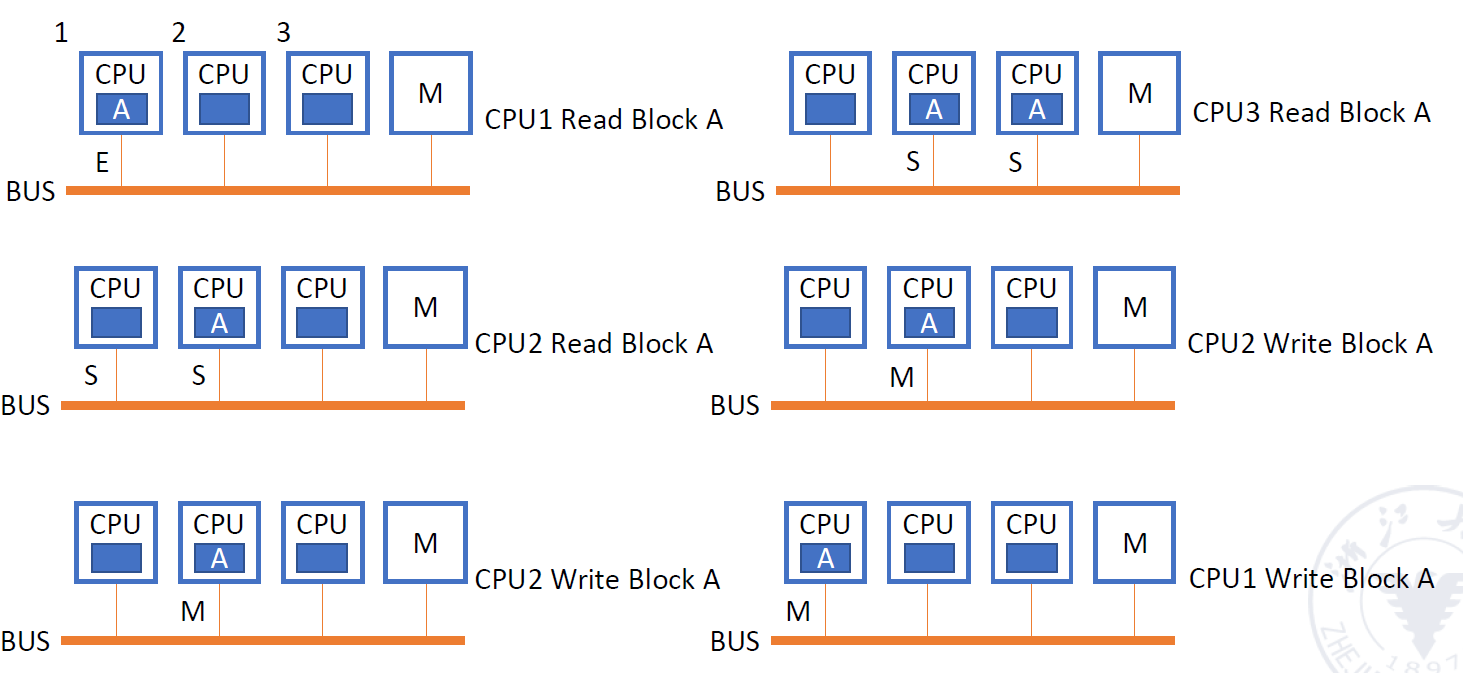 1 2 3
CPU CPU CPU M
A
CPU1 Read Block A
E
BUS
CPU CPU CPU M
A
CPU2 Read Block A
S S
BUS
CPU CPU CPU M
A
CPU2 Write Block A
M
BUS
CPU CPU CPU M
A A
CPU3 Read Block A
S S
BUS
CPU CPU CPU M
A
CPU2 Write Block A
M
BUS
CPU CPU CPU M
A
CPU1 Write Block A
M
BUS
1897